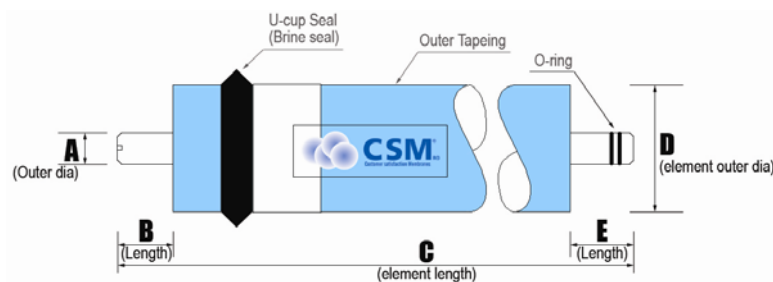 U-cup Seal
(Brine seal)
Outer Tapeing
O-ring
A
(Outer dia)
CSM
D
(element outer dia)
B
(Length)
C
(element length)
E
(Length)